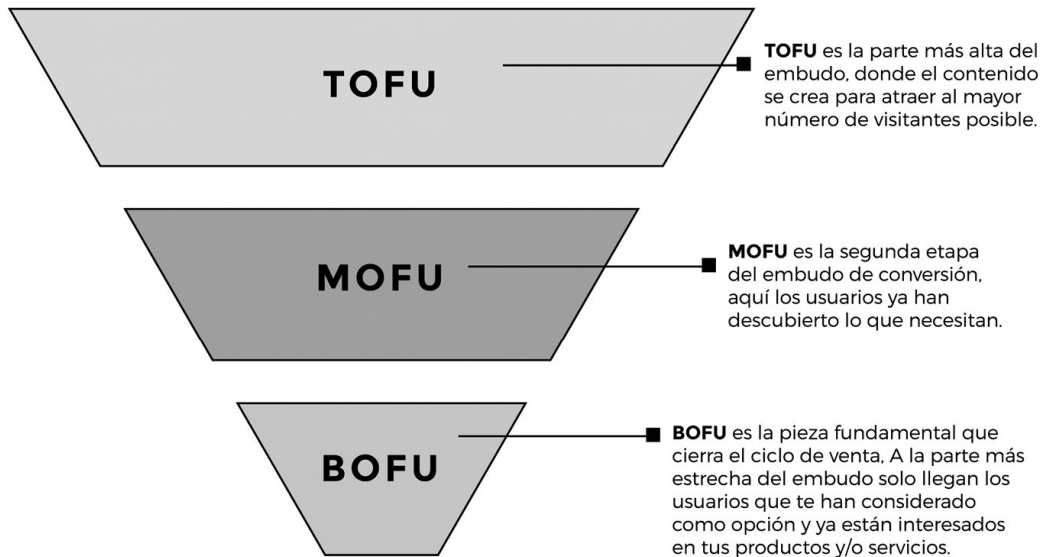 TOFU
TOFU es la parte más alta del
embudo, donde el contenido
se crea para atraer al mayor
número de visitantes posible.
MOFU
MOFU es la segunda etapa
del embudo de conversión,
aquí los usuarios ya han
descubierto lo que necesitan.
BOFU
BOFU es la pieza fundamental que
cierra el ciclo de venta, A la parte más
estrecha del embudo solo llegan los
usuarios que te han considerado
como opción y ya están interesados
en tus productos y/o servicios.